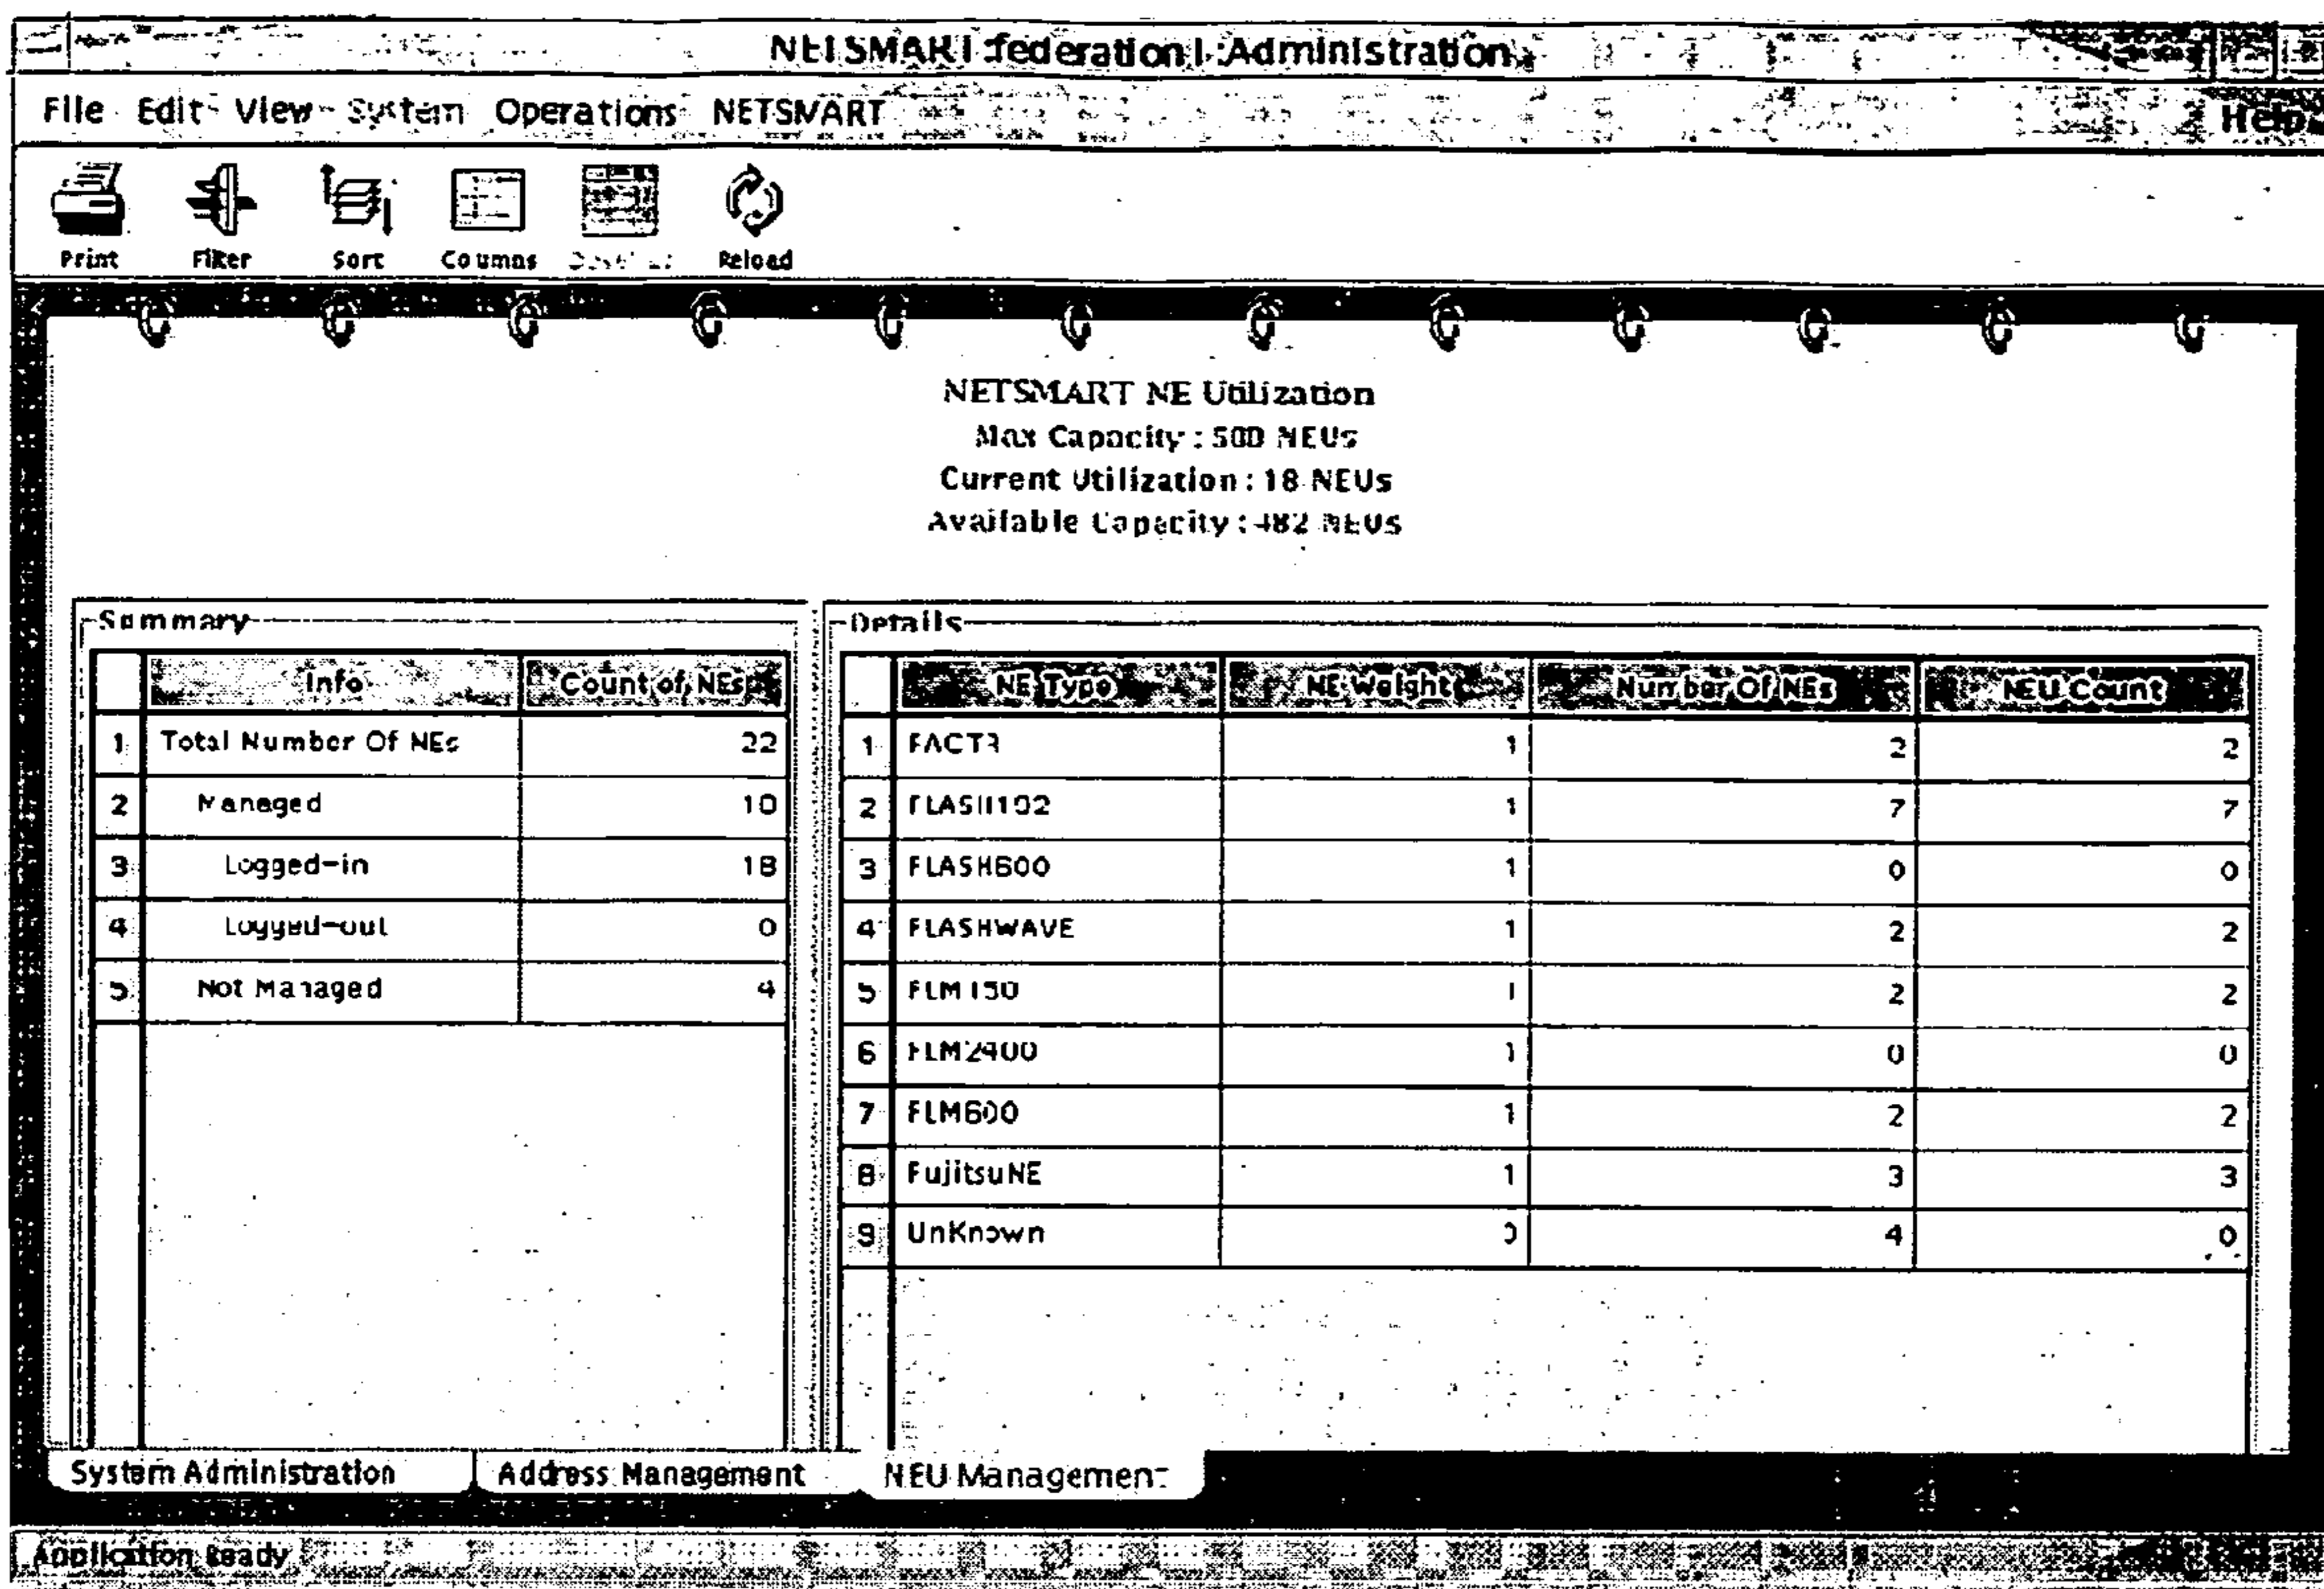 NETSMART:federation1-Administration
File Edit View System Operations NETSMART Help
Print Filter Sort Columns Reload
NETSMART NE Utilization
Max Capacity : 500 NEUs
Current Utilization : 18 NEUs
Available Capacity : 482 NEUs
Summary
Info Count of NEs
1 Total Number Of NEs 22
2 Managed 10
3 Logged-in 18
4 Logged-out 0
5 Not Managed 4
Details
NE Type NE Weight Number Of NEs NEU Count
1 FACTR 1 2 2
2 FLASH192 1 7 7
3 FLASH600 1 0 0
4 FLASHWAVE 1 2 2
5 FLM150 1 2 2
6 FLM2400 1 0 0
7 FLM600 1 2 2
8 FujitsuNE 1 3 3
9 UnKnown 0 4 0
System Administration Address Management NEU Management
Application Ready